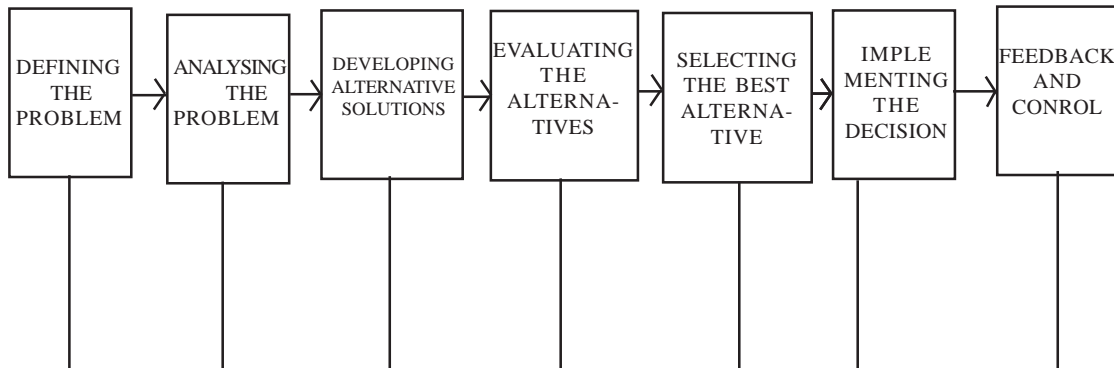 DEFINING
THE
PROBLEM
ANALYSING
THE
PROBLEM
DEVELOPING
ALTERNATIVE
SOLUTIONS
EVALUATING
THE
ALTERNA-
TIVES
SELECTING
THE BEST
ALTERNA-
TIVE
IMPLE
MENTING
THE
DECISION
FEEDBACK
AND
CONROL